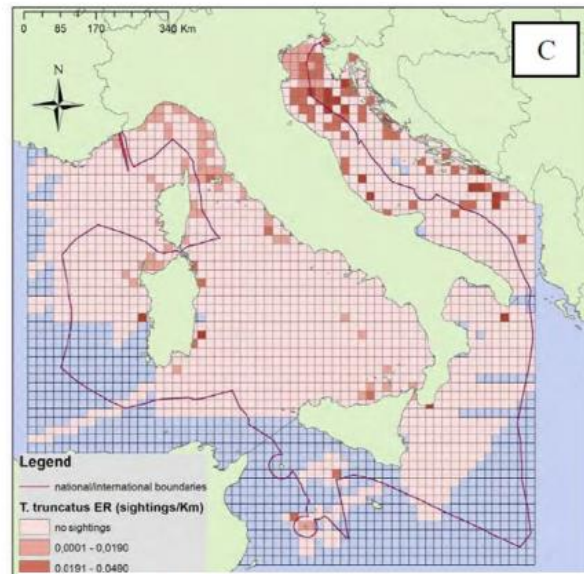 0 85 170 340 KM
C
N
Legend
national/international boundaries
T. truncatus ER (sightings/Km)
no sightings
0,0001 - 0,0190
0,0191 - 0,0490